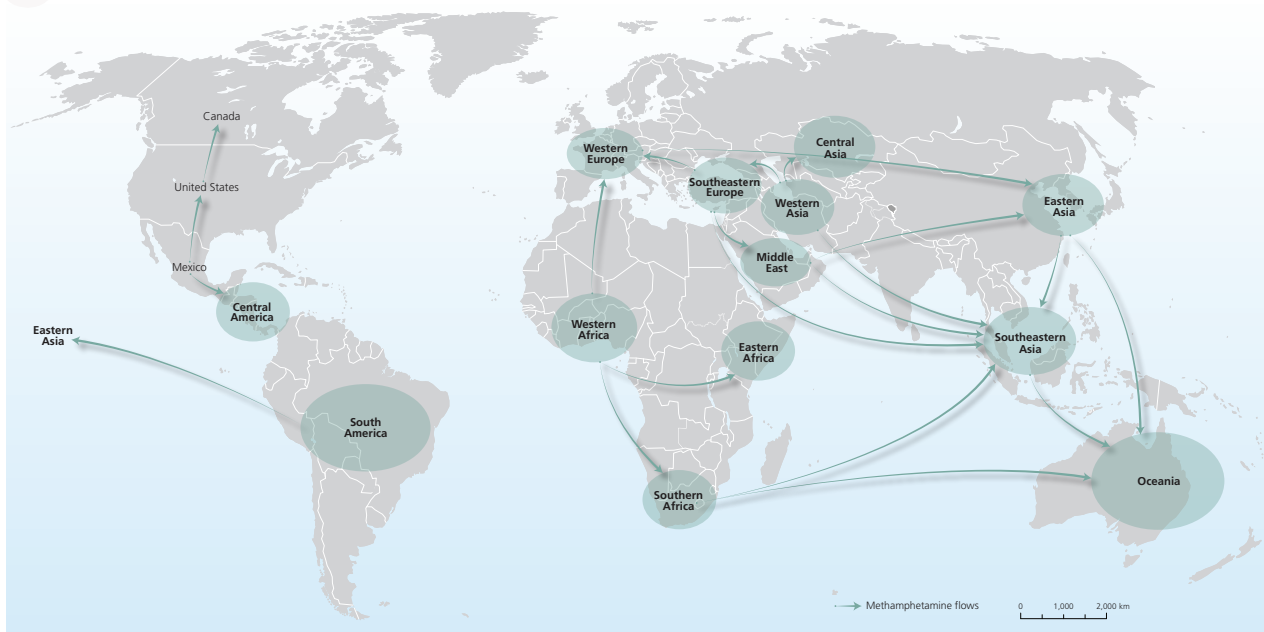 Canada
United States
Mexico
Central
America
Eastern
Asia
South
America
Western
Europe
Southeastern
Europe
Central
Asia
Western
Asia
Middle
East
Eastern
Asia
Western
Africa
Eastern
Africa
Southern
Africa
Southeastern
Asia
Oceania
Methamphetamine flows
0 1,000 2,000 km